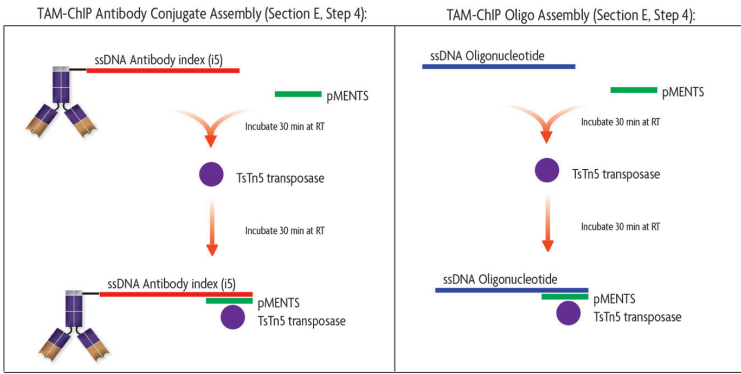 TAM-ChIP Antibody Conjugate Assembly (Section E, Step 4):
ssDNA Antibody index (i5)
pMENTS
Incubate 30 min at RT
TsTn5 transposase
Incubate 30 min at RT
ssDNA Antibody index (i5)
pMENTS
TsTn5 transposase
TAM-ChIP Oligo Assembly (Section E, Step 4):
ssDNA Oligonucleotide
pMENTS
Incubate 30 min at RT
TsTn5 transposase
Incubate 30 min at RT
ssDNA Oligonucleotide
pMENTS
TsTn5 transposase